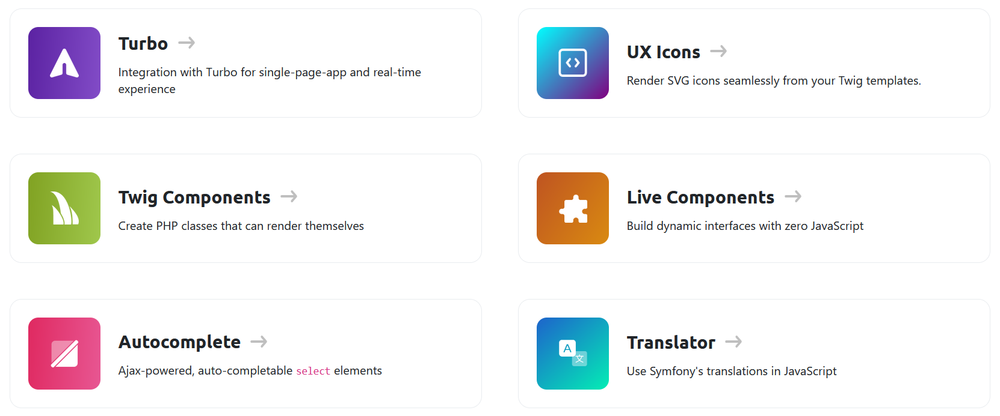 Turbo →
Integration with Turbo for single-page-app and real-time
experience
UX Icons →
Render SVG icons seamlessly from your Twig templates.
Twig Components →
Create PHP classes that can render themselves
Live Components →
Build dynamic interfaces with zero JavaScript
Autocomplete →
Ajax-powered, auto-completable select elements
A
文
Translator →
Use Symfony's translations in JavaScript